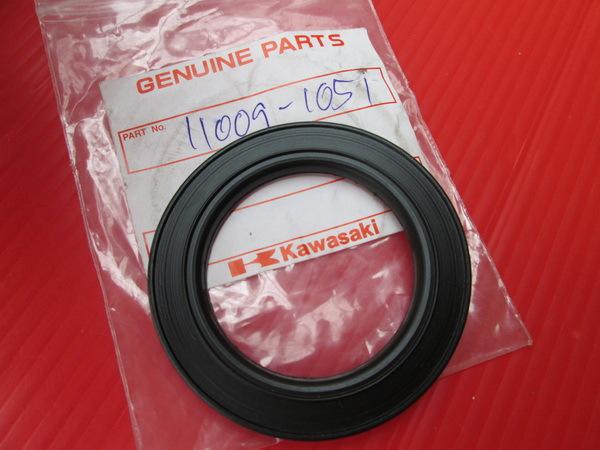 GENUINE PARTS
PART NO. 11009-1051
Kawasaki